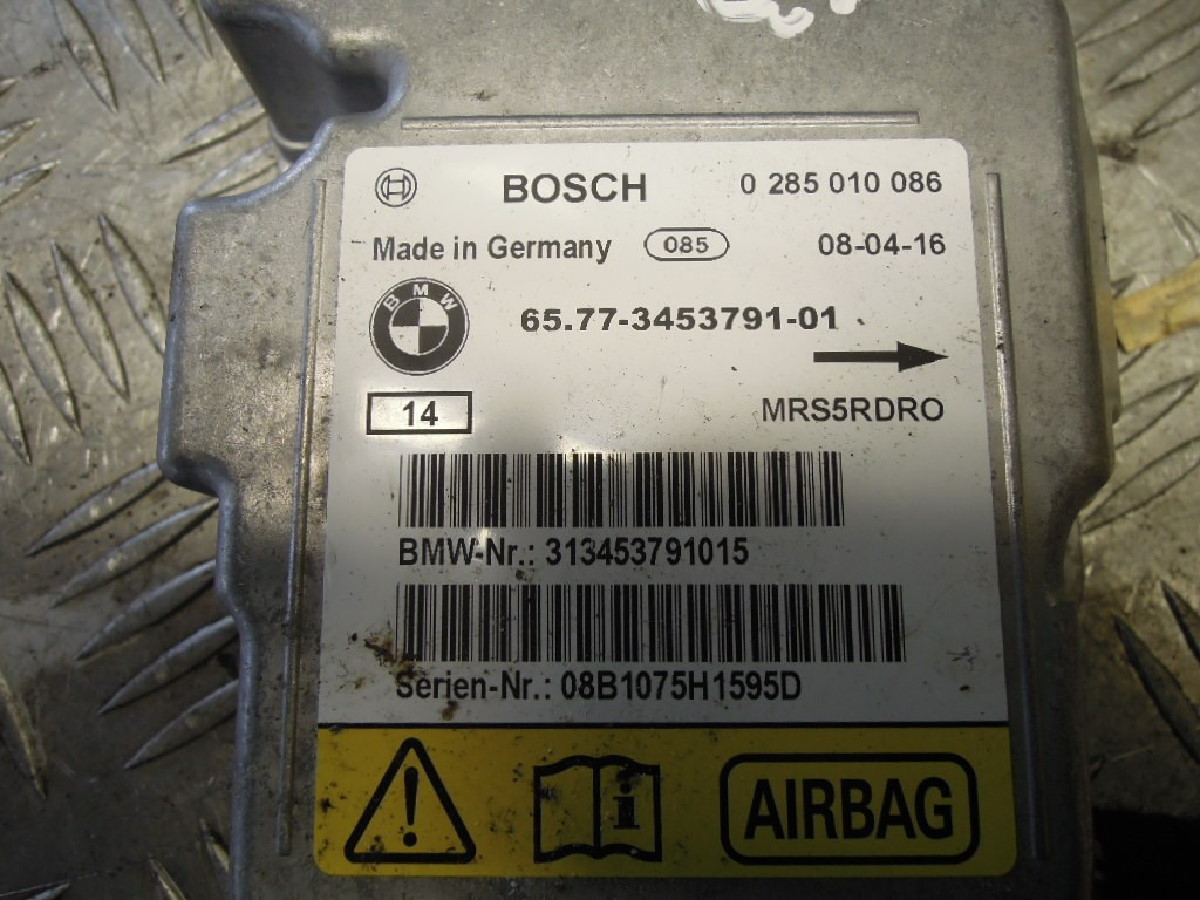 BOSCH 0 285 010 086
Made in Germany 085 08-04-16
BMW 65.77-3453791-01
14 MRS5RDRO
BMW-Nr.: 313453791015
Serien-Nr.: 08B1075H1595D
i AIRBAG